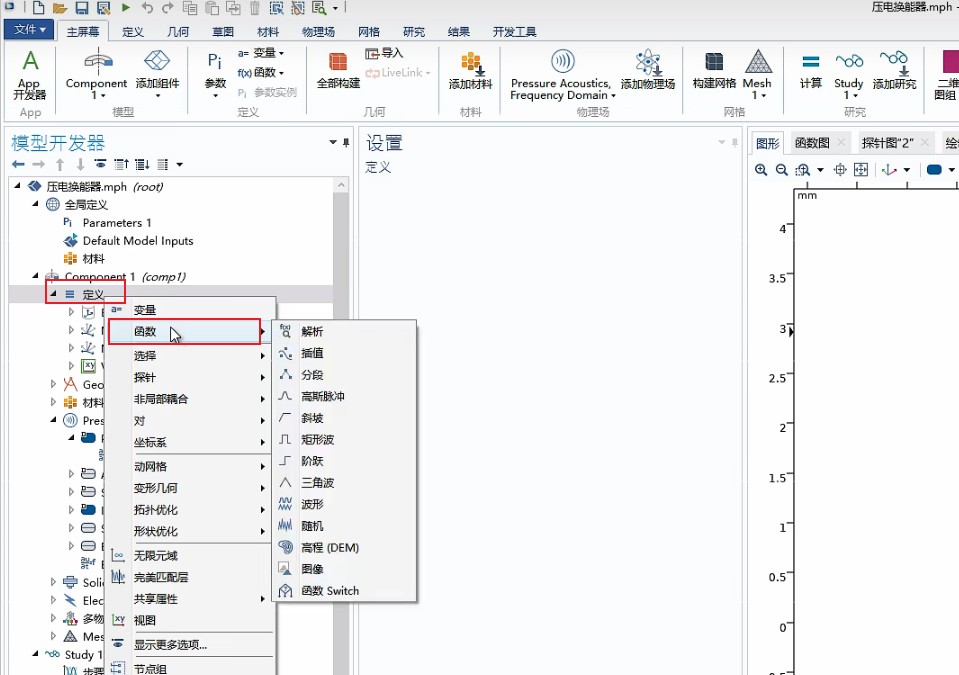 压电换能器.mph
文件 主屏幕 定义 几何 草图 材料 物理场 网格 研究 结果 开发工具
A App 开发器 App
Component 1 添加组件 模型
Pi 参数 a= 变量 f(x) 函数 Pi 参数实例 定义
全部构建 导入 LiveLink 几何
添加材料 材料
Pressure Acoustics, Frequency Domain 添加物理场 物理场
构建网格 Mesh 1 网格
计算 Study 1 添加研究 研究
模型开发器
压电换能器.mph (root)
全局定义
Pi Parameters 1
Default Model Inputs
材料
Component 1 (comp1)
定义
Geo
材料
Pres
Solid
Elec
多物
Mes
Study 1
a= 变量
函数
选择
探针
非局部耦合
对
坐标系
动网格
变形几何
拓扑优化
形状优化
无限元域
完美匹配层
共享属性
视图
显示更多选项...
节点组
解析
插值
分段
高斯脉冲
斜坡
矩形波
阶跃
三角波
波形
随机
高程 (DEM)
图像
函数 Switch
设置
定义
图形 函数图 探针图"2"
mm
4
3.5
3
2.5
2
1.5
1
0.5
0